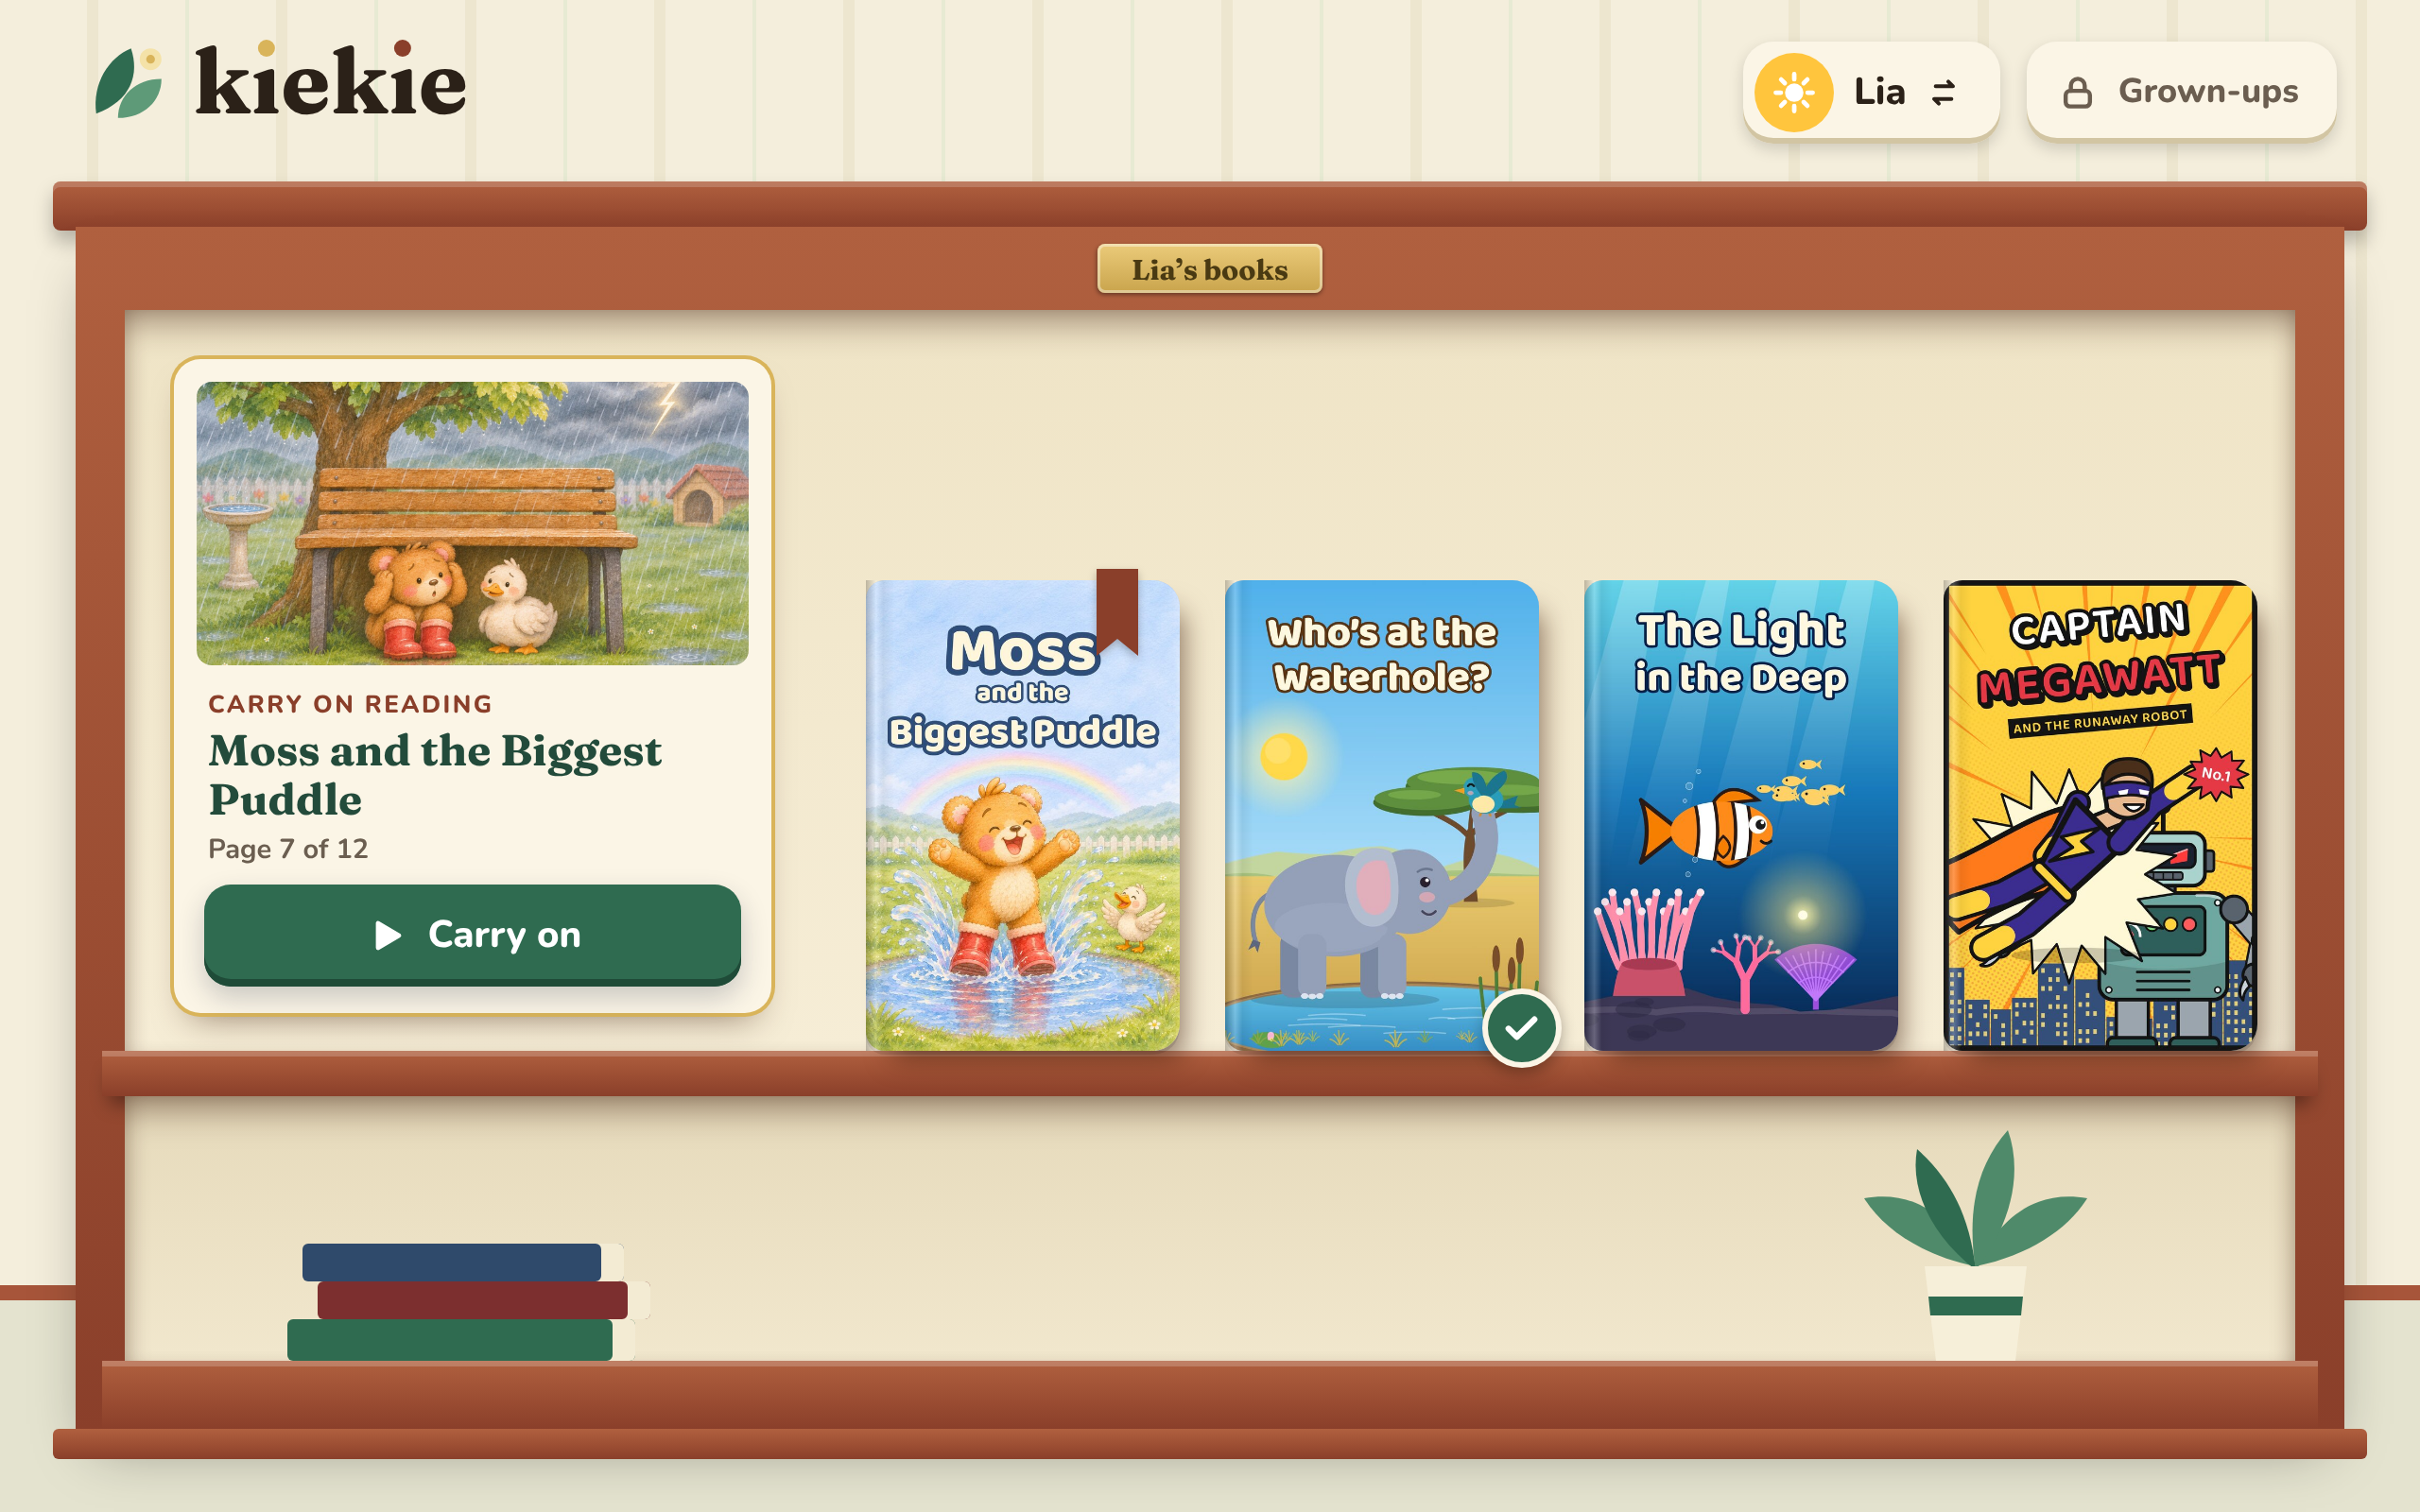 kiekie
Lia
Grown-ups
Lia’s books
CARRY ON READING
Moss and the Biggest
Puddle
Page 7 of 12
Carry on
Moss
and the
Biggest Puddle
Who's at the
Waterhole?
The Light
in the Deep
CAPTAIN
MEGAWATT
AND THE RUNAWAY ROBOT
No.1